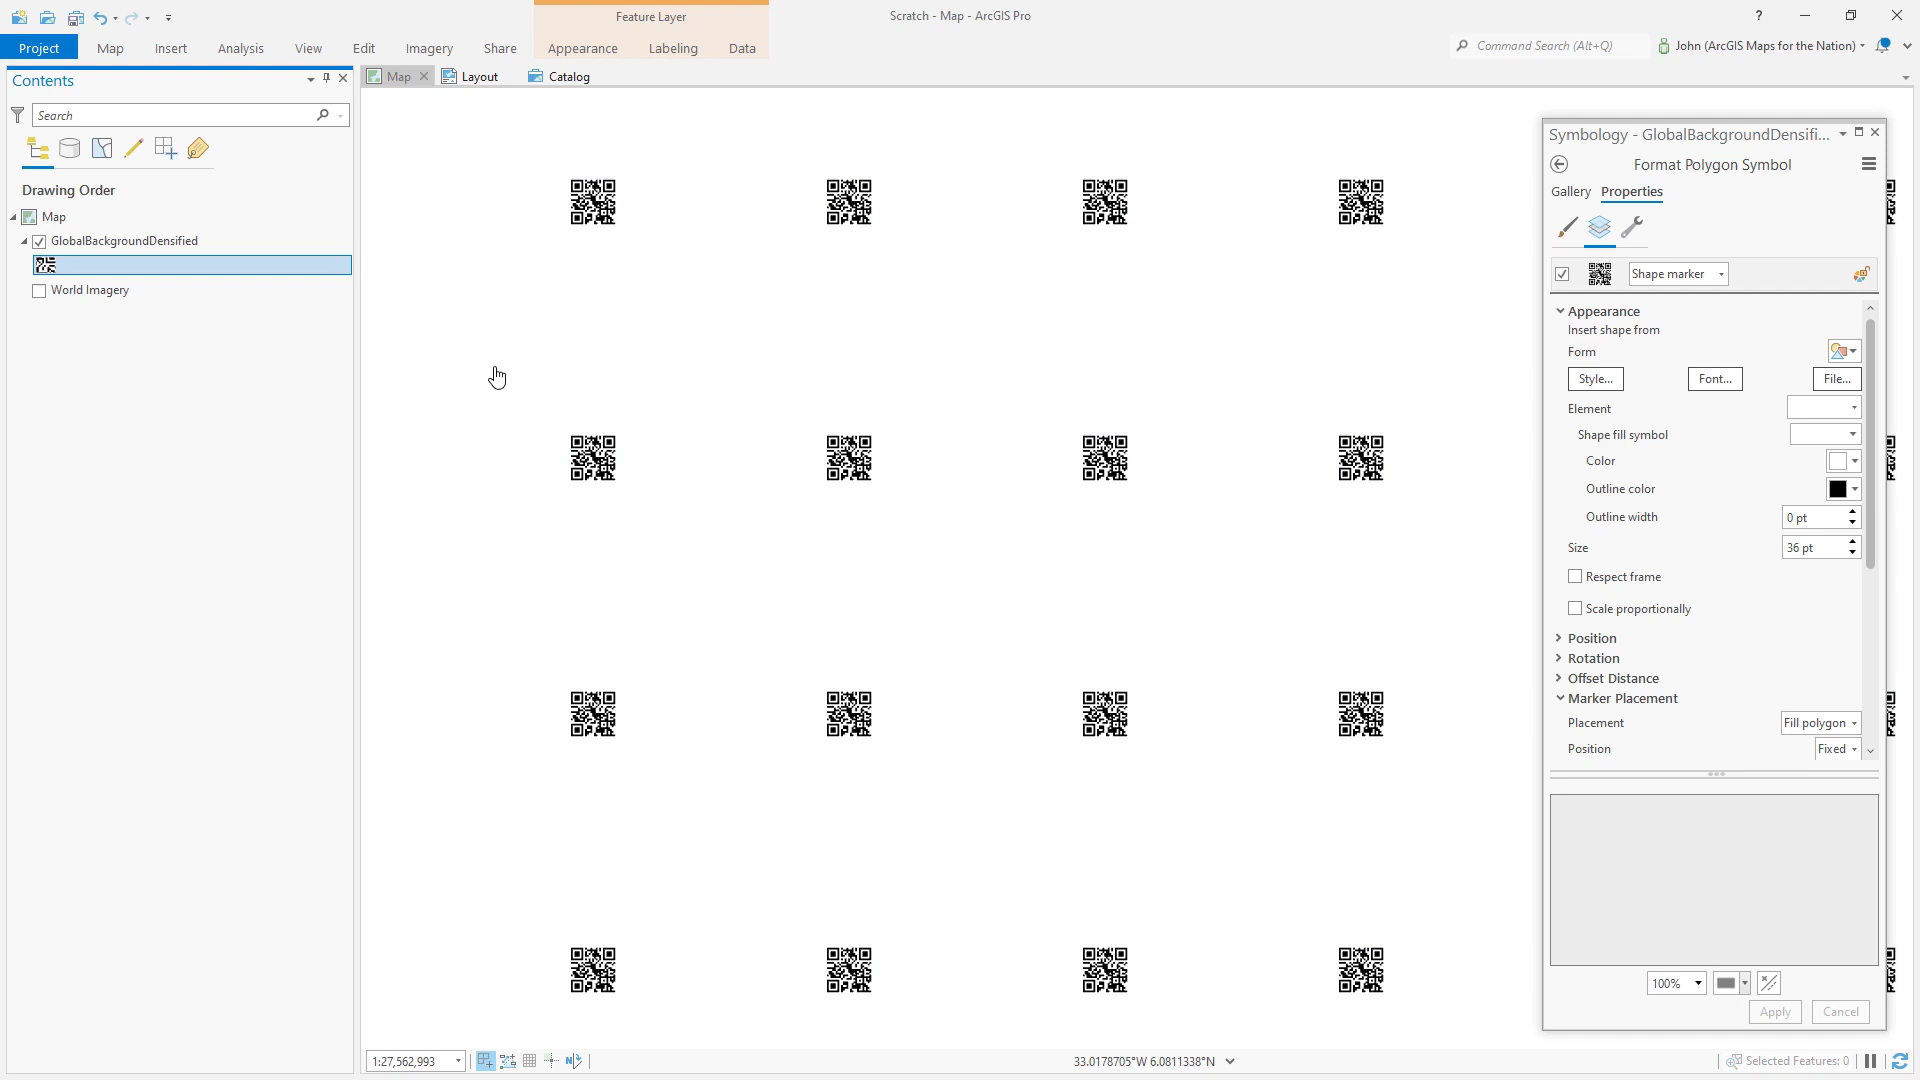 Feature Layer
Scratch - Map - ArcGIS Pro
?
Project
Map
Insert
Analysis
View
Edit
Imagery
Share
Appearance
Labeling
Data
Command Search (Alt+Q)
John (ArcGIS Maps for the Nation)
Contents
Map
Layout
Catalog
Search
Drawing Order
Map
GlobalBackgroundDensified
World Imagery
Symbology - GlobalBackgroundDensifi...
Format Polygon Symbol
Gallery
Properties
Shape marker
Appearance
Insert shape from
Form
Style...
Font...
File...
Element
Shape fill symbol
Color
Outline color
Outline width
0 pt
Size
36 pt
Respect frame
Scale proportionally
Position
Rotation
Offset Distance
Marker Placement
Placement
Fill polygon
Position
Fixed
100%
Apply
Cancel
1:27,562,993
33.0178705°W 6.0811338°N
Selected Features: 0